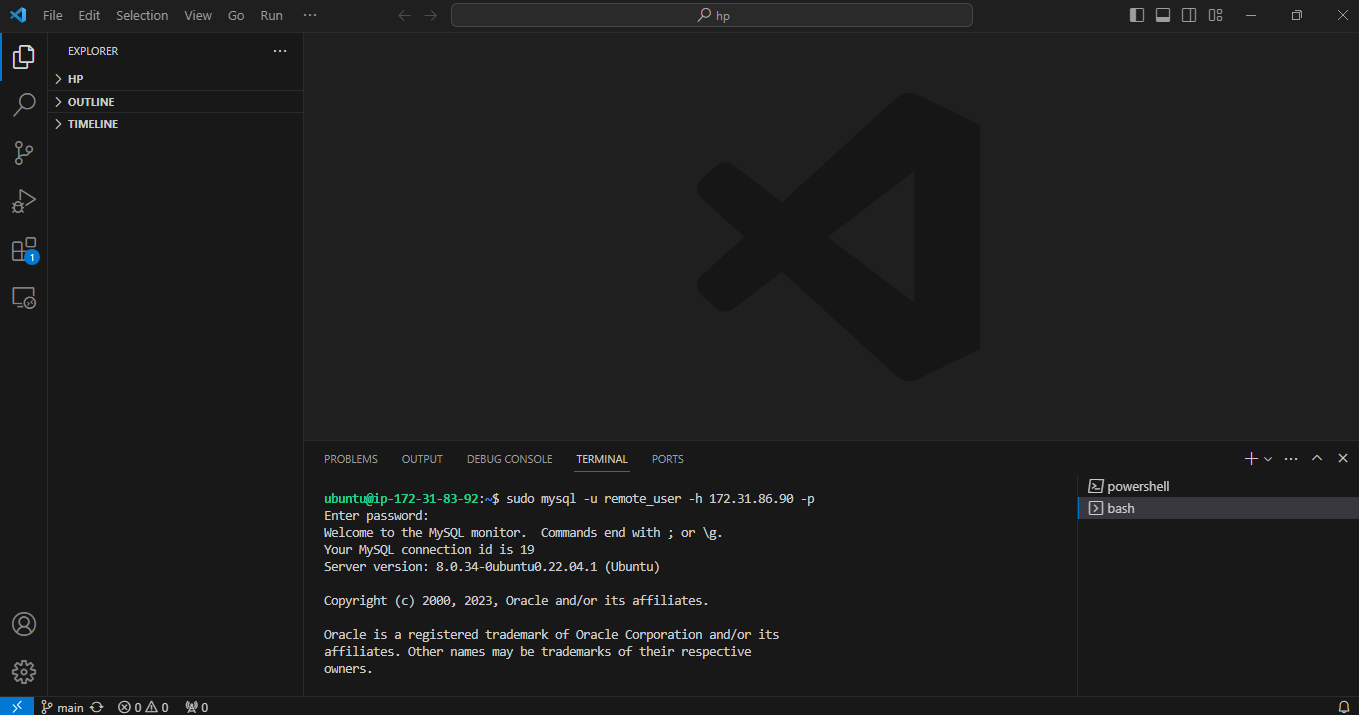 File Edit Selection View Go Run ···
hp
EXPLORER ···
HP
OUTLINE
TIMELINE
1
PROBLEMS OUTPUT DEBUG CONSOLE TERMINAL PORTS
powershell
bash
ubuntu@ip-172-31-83-92:~$ sudo mysql -u remote_user -h 172.31.86.90 -p
Enter password:
Welcome to the MySQL monitor.  Commands end with ; or \g.
Your MySQL connection id is 19
Server version: 8.0.34-0ubuntu0.22.04.1 (Ubuntu)
Copyright (c) 2000, 2023, Oracle and/or its affiliates.
Oracle is a registered trademark of Oracle Corporation and/or its
affiliates. Other names may be trademarks of their respective
owners.
main 0 0 0